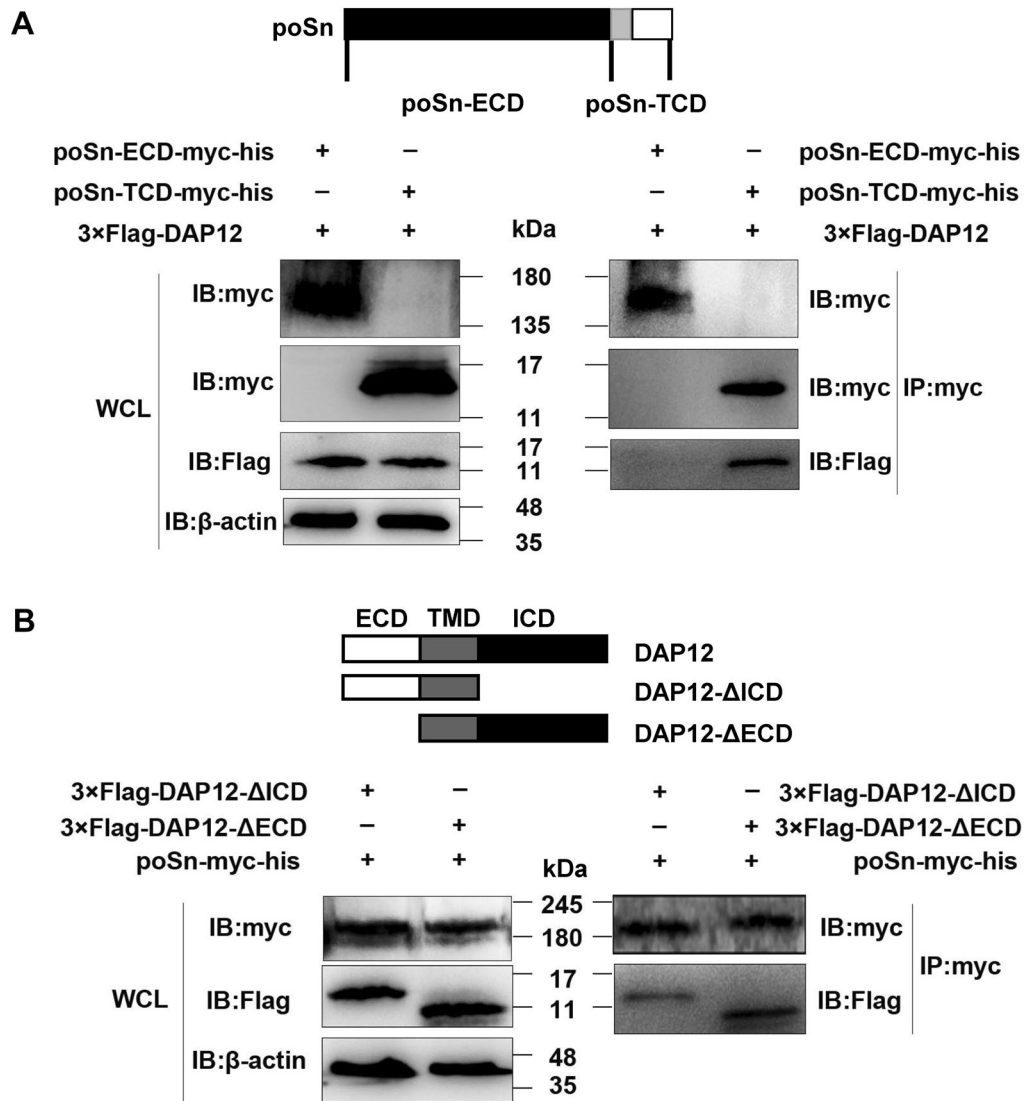 A
poSn
poSn-ECD poSn-TCD
poSn-ECD-myc-his + – + – poSn-ECD-myc-his
poSn-TCD-myc-his – + – + poSn-TCD-myc-his
3×Flag-DAP12 + + kDa + + 3×Flag-DAP12
IB:myc 180 IB:myc
135
WCL IB:myc 17 IB:myc IP:myc
11
IB:Flag 17 IB:Flag
11
IB:β-actin 48
35
B
ECD TMD ICD
DAP12
DAP12-ΔICD
DAP12-ΔECD
3×Flag-DAP12-ΔICD + – + – 3×Flag-DAP12-ΔICD
3×Flag-DAP12-ΔECD – + – + 3×Flag-DAP12-ΔECD
poSn-myc-his + + kDa + + poSn-myc-his
IB:myc 245 IB:myc
180
WCL IB:Flag 17 IB:Flag IP:myc
11
IB:β-actin 48
35